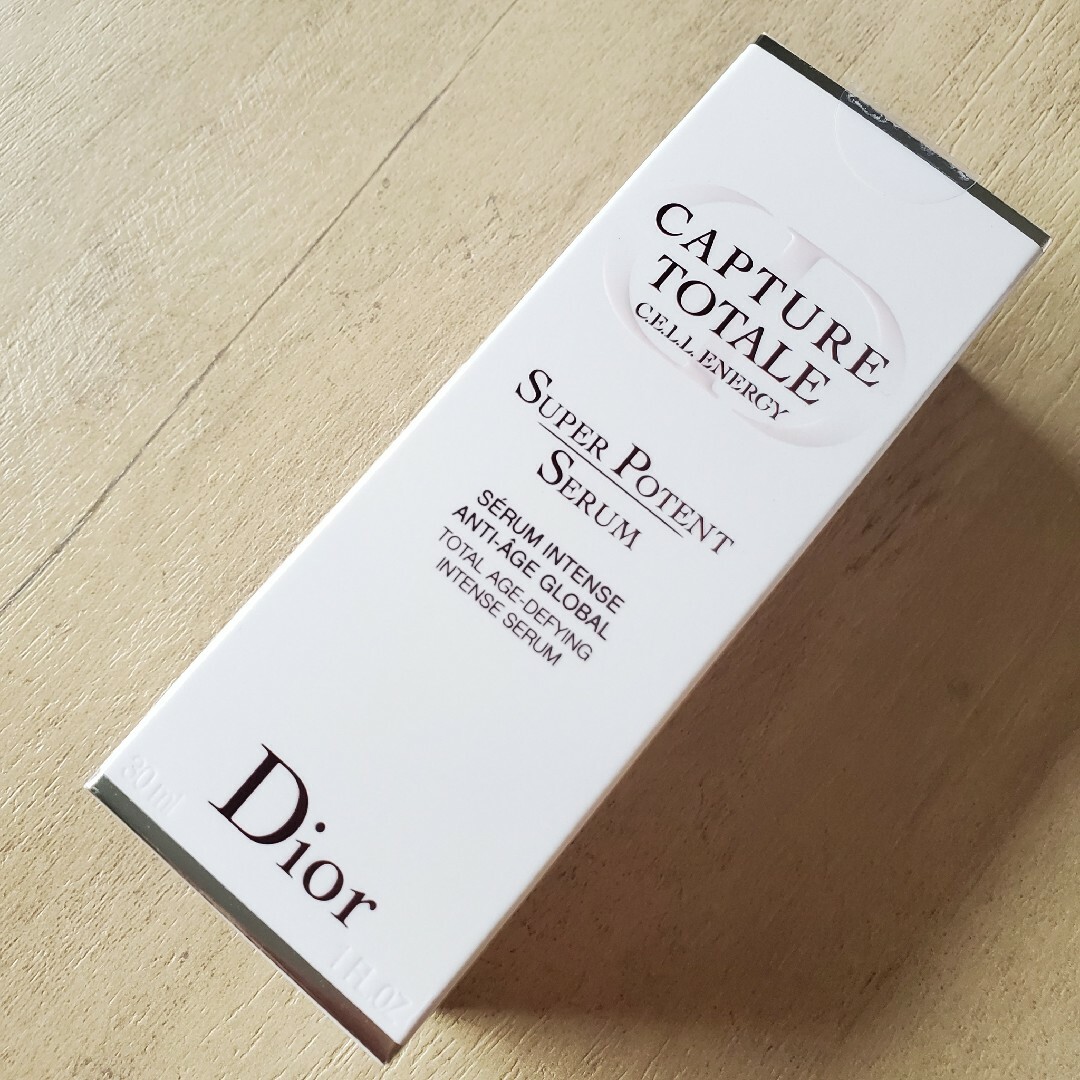 CAPTURE
TOTALE
C.E.L.L. ENERGY
SUPER POTENT
SERUM
SÉRUM INTENSE
ANTI-ÂGE GLOBAL
TOTAL AGE-DEFYING
INTENSE SERUM
Dior
30 ml
1 FL. OZ